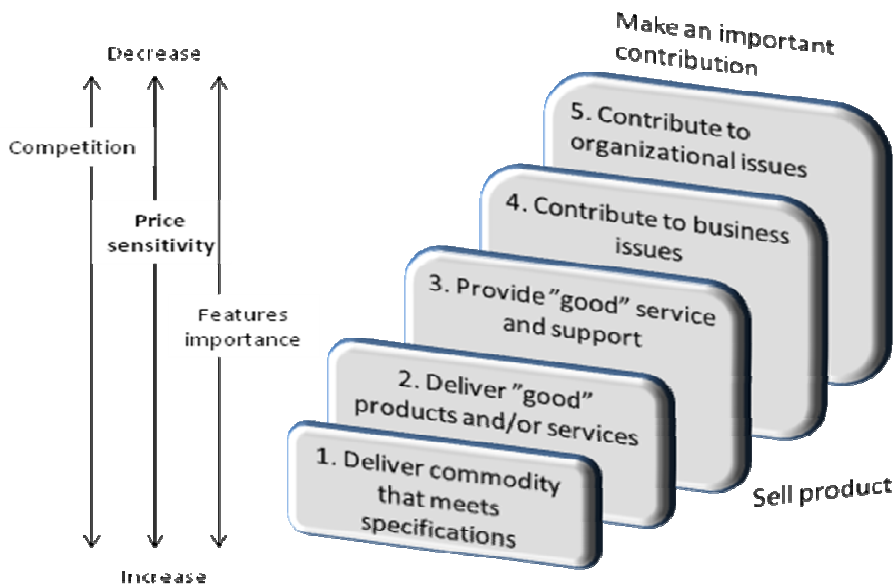 Decrease
Competition
Price
sensitivity
Features
importance
Increase
Make an important
contribution
5. Contribute to
organizational issues
4. Contribute to business
issues
3. Provide ”good” service
and support
2. Deliver ”good”
products and/or services
1. Deliver commodity
that meets
specifications
Sell product